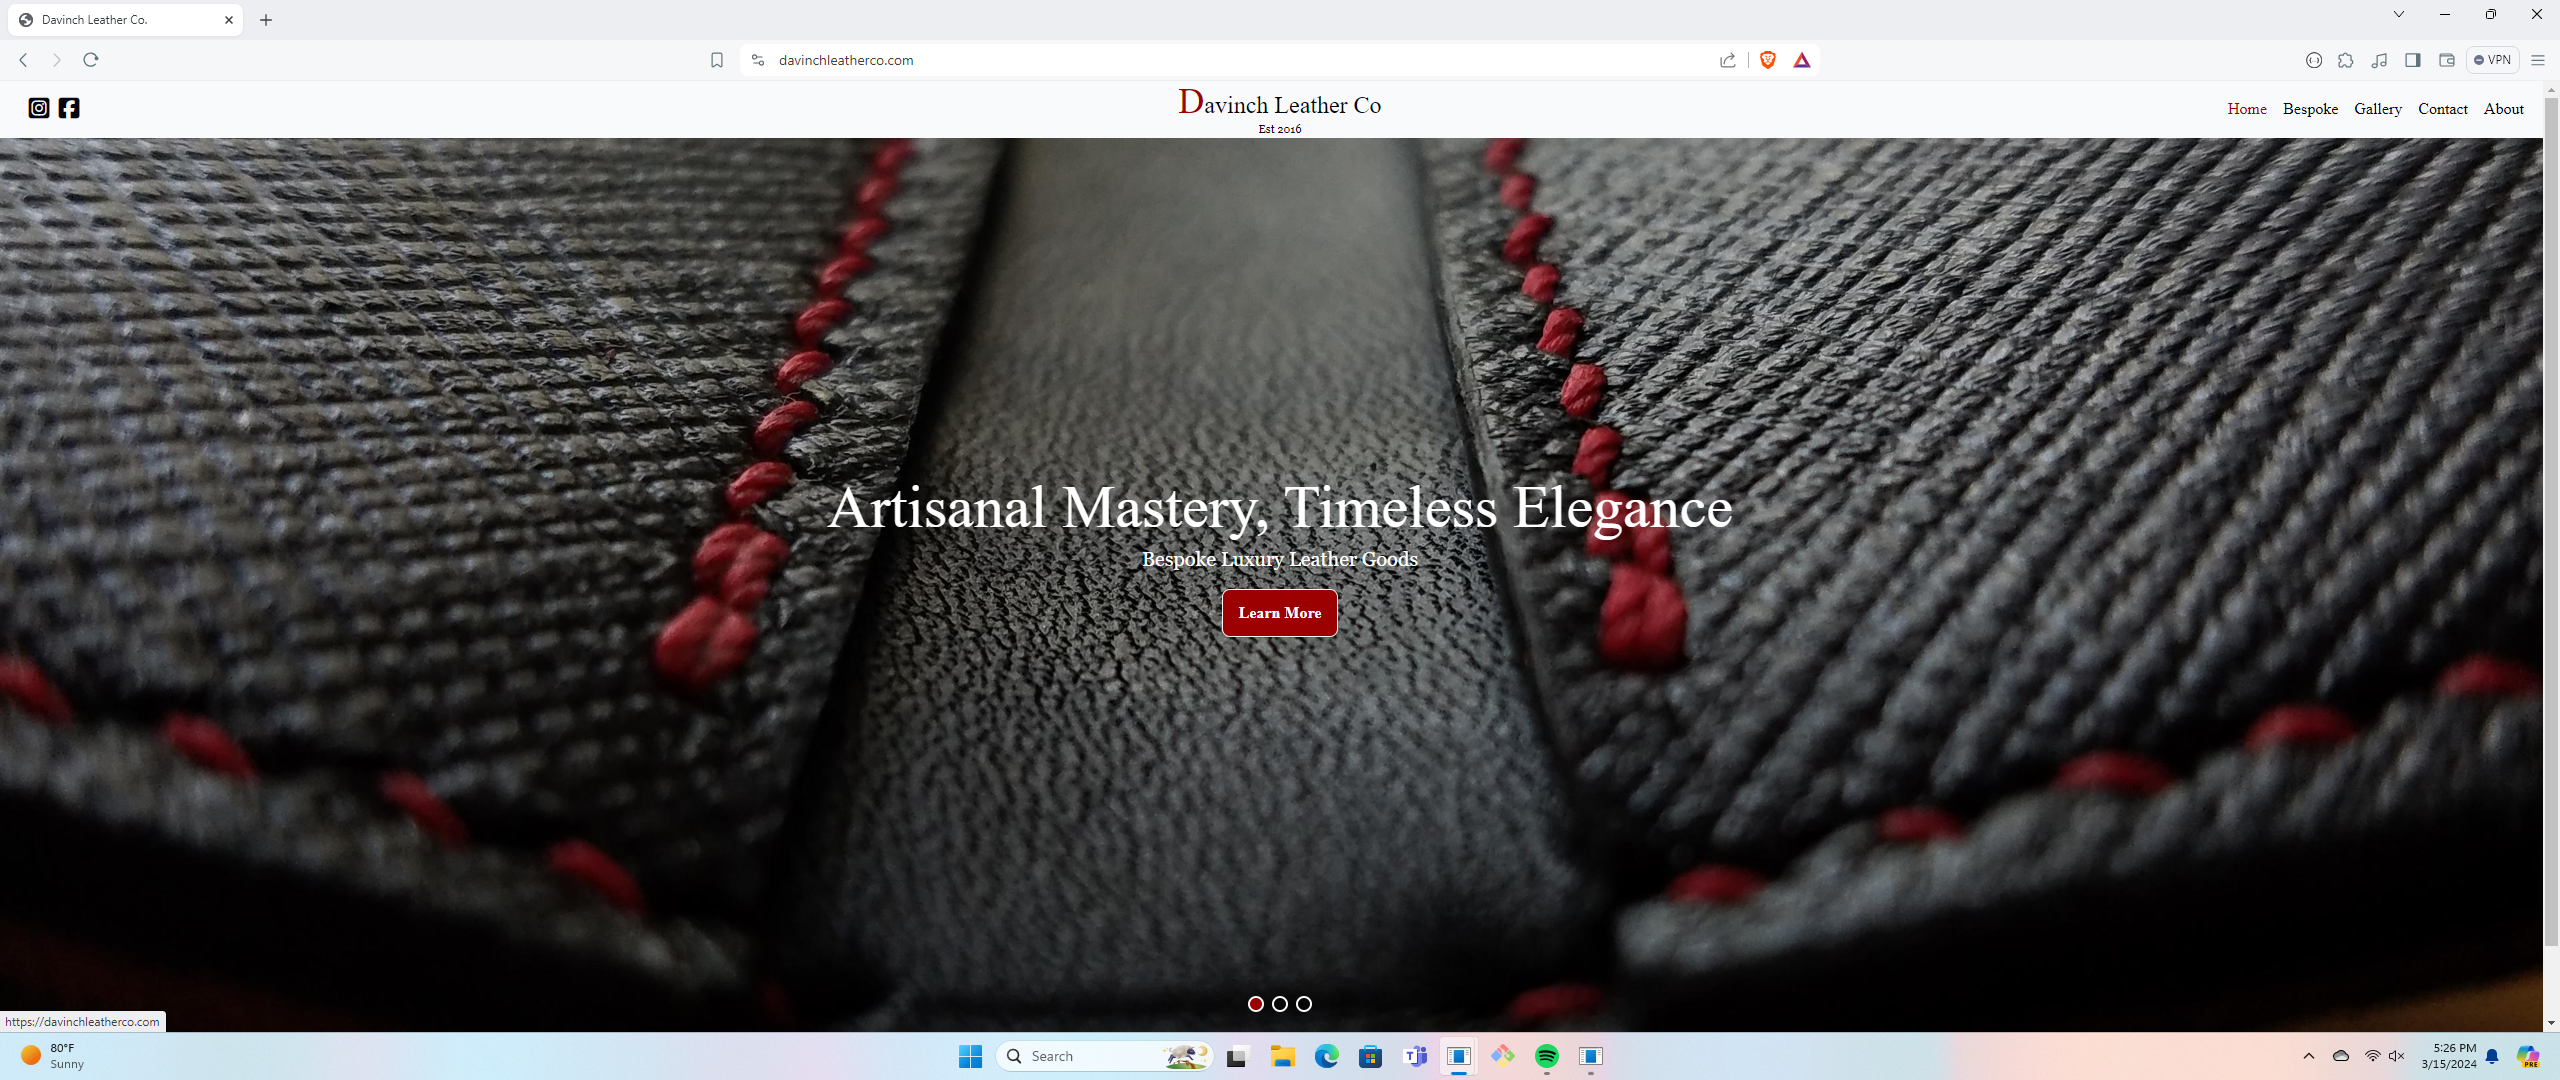 Davinch Leather Co.
davinchleatherco.com
VPN
Davinch Leather Co
Est 2016
Home Bespoke Gallery Contact About
Artisanal Mastery, Timeless Elegance
Bespoke Luxury Leather Goods
Learn More
https://davinchleatherco.com
80°F
Sunny
Search
5:26 PM
3/15/2024
PRE